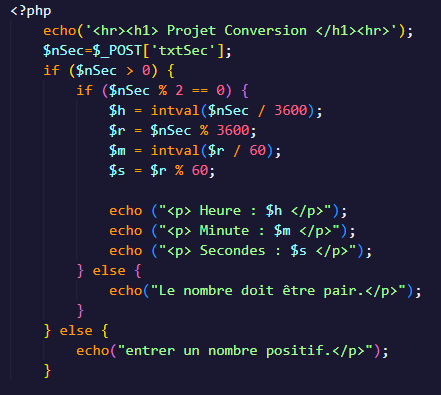 <?php
    echo('<hr><h1> Projet Conversion </h1><hr>');
    $nSec=$_POST['txtSec'];
    if ($nSec > 0) {
        if ($nSec % 2 == 0) {
            $h = intval($nSec / 3600);
            $r = $nSec % 3600;
            $m = intval($r / 60);
            $s = $r % 60;

            echo ("<p> Heure : $h </p>");
            echo ("<p> Minute : $m </p>");
            echo ("<p> Secondes : $s </p>");
        } else {
            echo("Le nombre doit être pair.</p>");
        }
    } else {
        echo("entrer un nombre positif.</p>");
    }